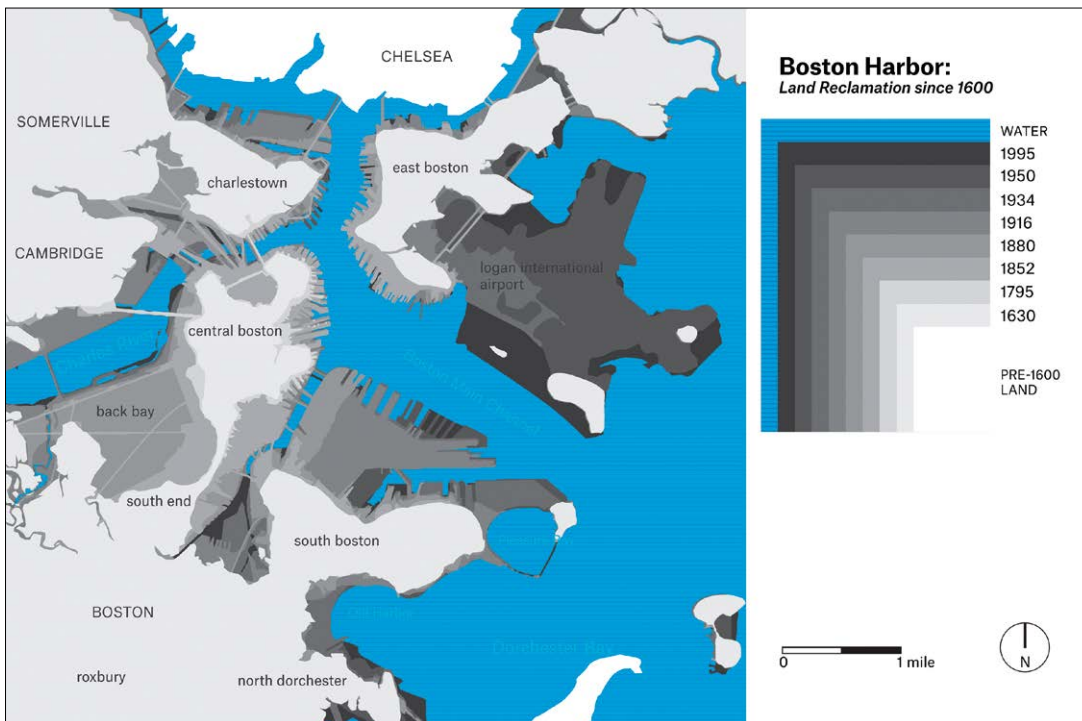 CHELSEA
SOMERVILLE
charlestown
east boston
CAMBRIDGE
logan international
airport
central boston
Charles River
Boston Main Channel
back bay
south end
south boston
BOSTON
Old Harbor
Dorchester Bay
roxbury
north dorchester
Boston Harbor:
Land Reclamation since 1600
WATER
1995
1950
1934
1916
1880
1852
1795
1630
PRE-1600
LAND
0
1 mile
N